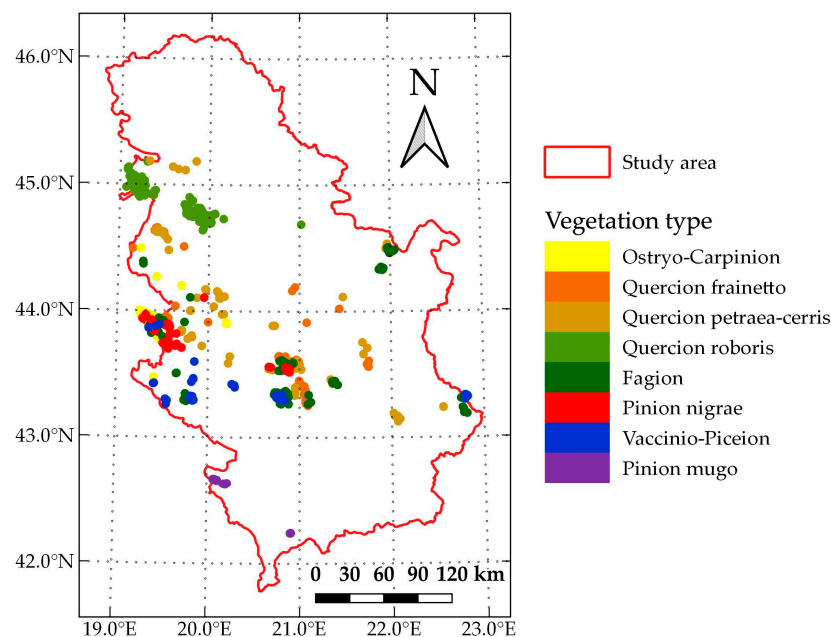 46.0°N
45.0°N
44.0°N
43.0°N
42.0°N
N
0 30 60 90 120 km
19.0°E 20.0°E 21.0°E 22.0°E 23.0°E
Study area
Vegetation type
Ostryo-Carpinion
Quercion frainetto
Quercion petraea-cerris
Quercion roboris
Fagion
Pinion nigrae
Vaccinio-Piceion
Pinion mugo